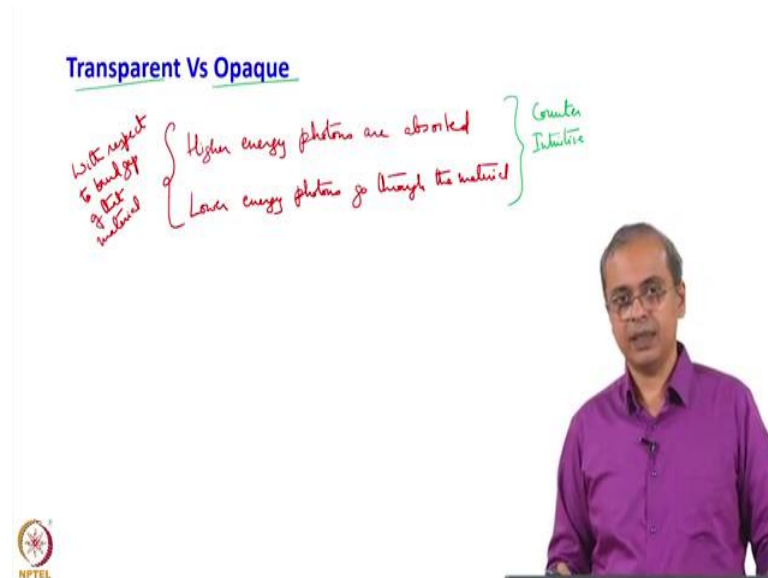 Transparent Vs Opaque
With respect
to band gap
of that
material
Higher energy photons are absorbed
Lower energy photons go through the material
Counter
Intuitive
NPTEL